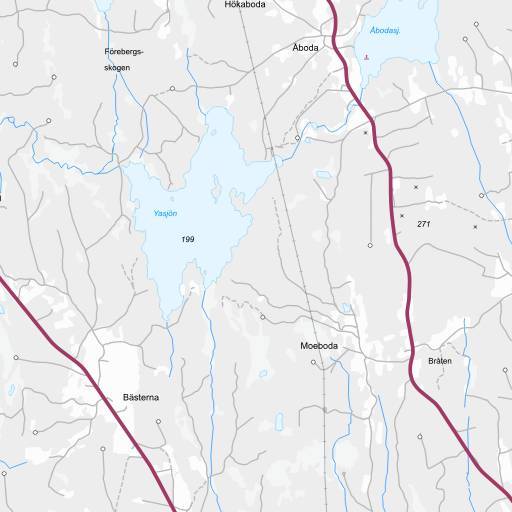 Hökaboda
Åbodasj.
Åboda
Förebergs-
skogen
Yasjön
199
271
Moeboda
Bråten
Bästerna